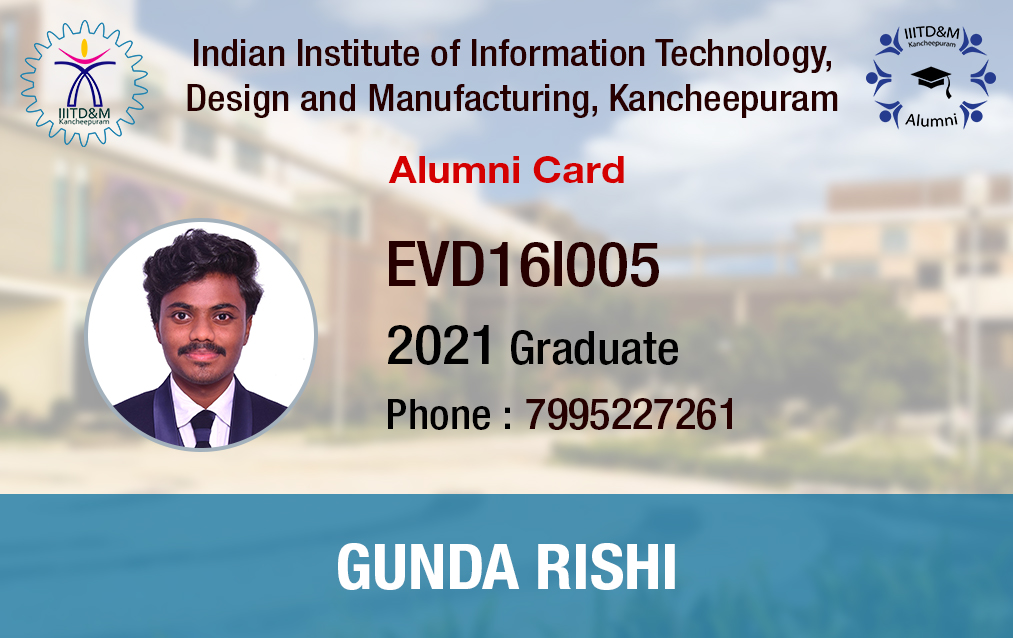 Indian Institute of Information Technology,
Design and Manufacturing, Kancheepuram
IIITD&M
Kancheepuram
IIITD&M
Kancheepuram
Alumni
Alumni Card
EVD16I005
2021 Graduate
Phone : 7995227261
GUNDA RISHI